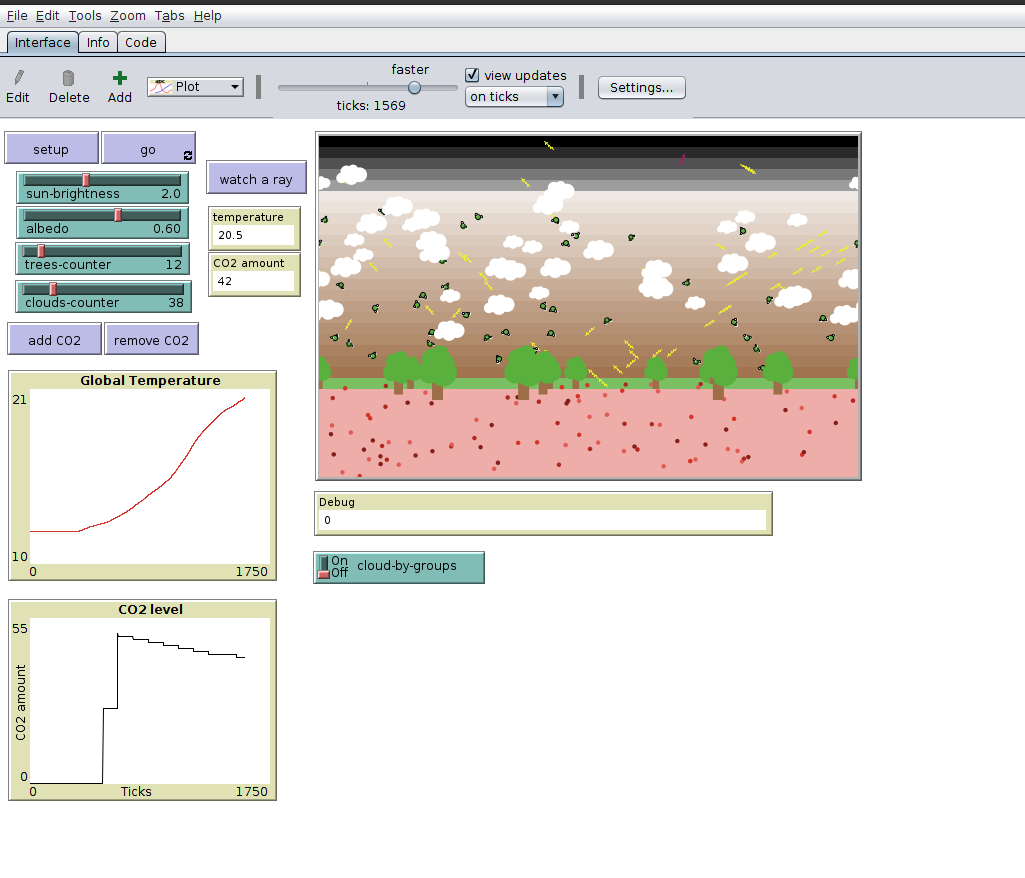 File Edit Tools Zoom Tabs Help
Interface Info Code
Edit Delete Add abc Plot faster ticks: 1569 view updates on ticks Settings...
setup go
watch a ray
sun-brightness 2.0
albedo 0.60
trees-counter 12
clouds-counter 38
temperature
20.5
CO2 amount
42
add CO2 remove CO2
Global Temperature
21
10
0 1750
Debug
0
On
Off
cloud-by-groups
CO2 level
55
CO2 amount
0
0 Ticks 1750